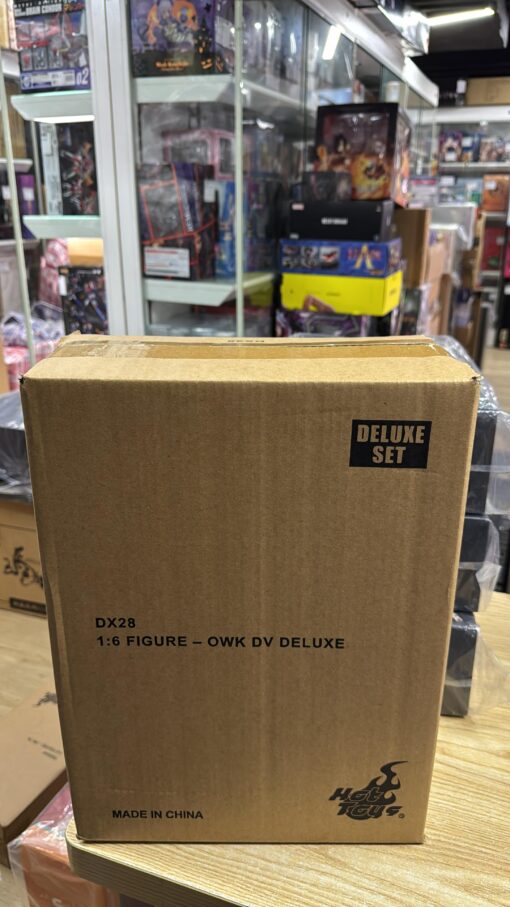 DELUXE
SET
DX28
1:6 FIGURE – OWK DV DELUXE
MADE IN CHINA
Hot
Toys®